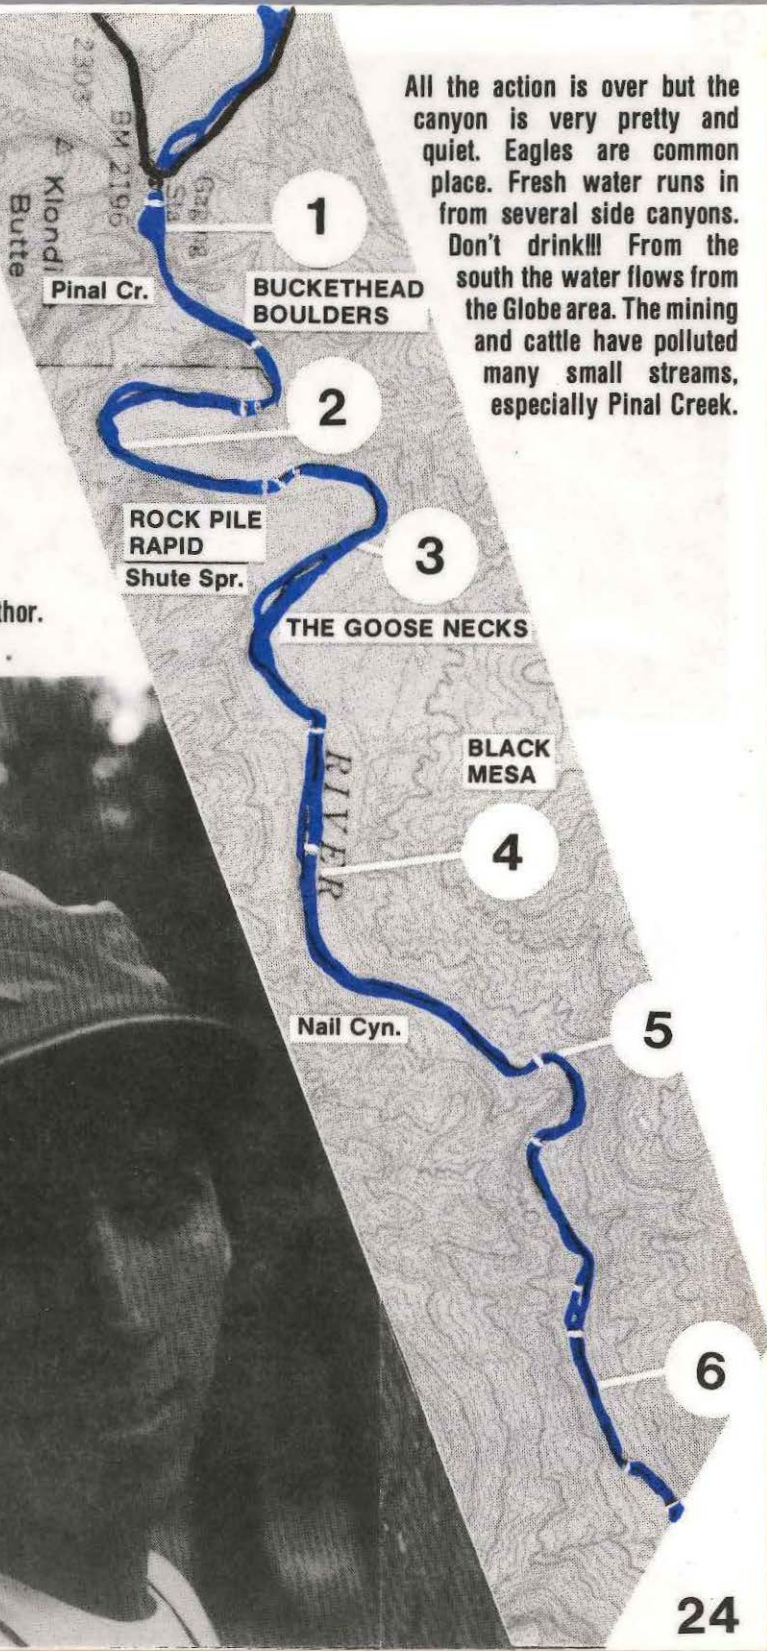 All the action is over but the
canyon is very pretty and
quiet. Eagles are common
place. Fresh water runs in
from several side canyons.
Don't drink!!! From the
south the water flows from
the Globe area. The mining
and cattle have polluted
many small streams,
especially Pinal Creek.
2303
BM 2196
Klondi
Butte
Sta
1
Pinal Cr.
BUCKETHEAD
BOULDERS
2
ROCK PILE
RAPID
Shute Spr.
3
thor.
THE GOOSE NECKS
BLACK
MESA
RIVER
4
Nail Cyn.
5
6
24